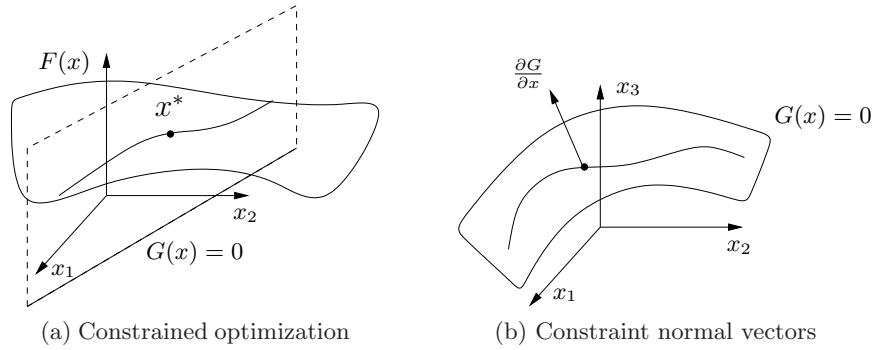 F(x)
x*
x₂
G(x) = 0
x₁
(a) Constrained optimization
∂G
∂x
x₃
G(x) = 0
x₂
x₁
(b) Constraint normal vectors